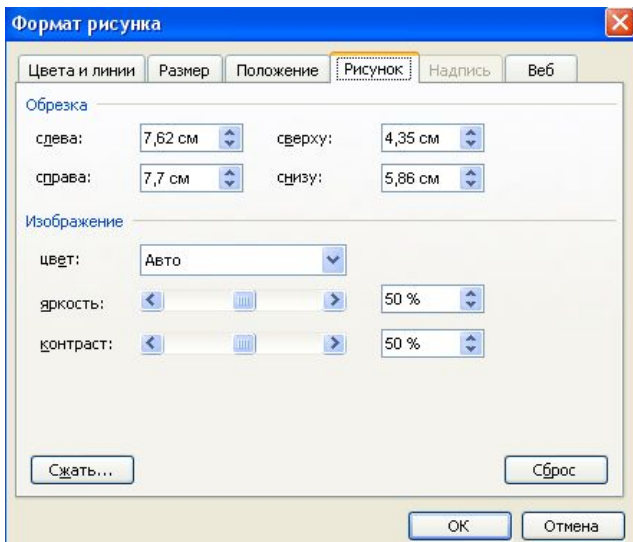 Формат рисунка
Цвета и линии Размер Положение Рисунок Надпись Веб
Обрезка
слева: 7,62 см сверху: 4,35 см
справа: 7,7 см снизу: 5,86 см
Изображение
цвет: Авто
яркость: 50 %
контраст: 50 %
Сжать... Сброс
ОК Отмена